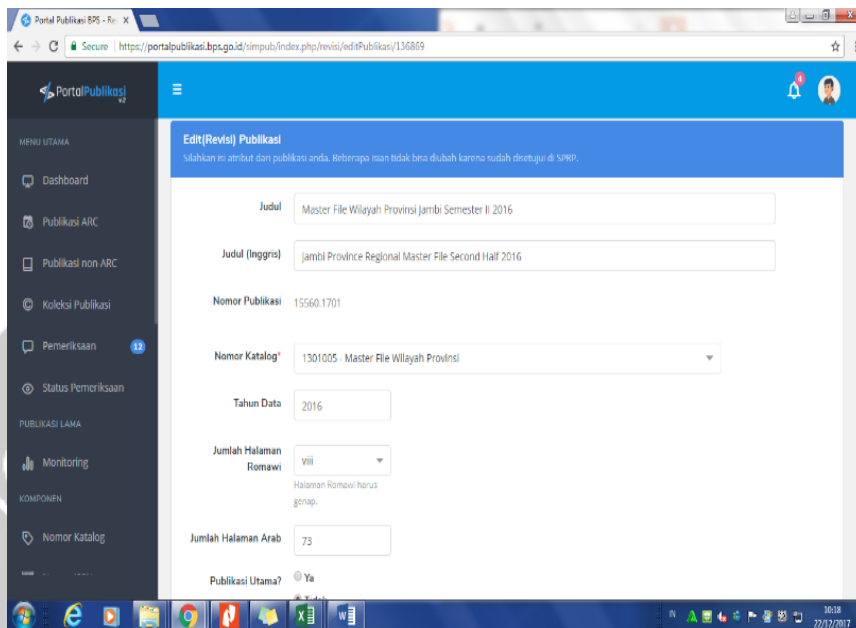 Portal Publikasi BPS - Re
Secure | https://portalpublikasi.bps.go.id/simpub/index.php/revisi/editPublikasi/136869
PortalPublikasi
v2
4
MENU UTAMA
Dashboard
Publikasi ARC
Publikasi non ARC
Koleksi Publikasi
Pemeriksaan 12
Status Pemeriksaan
PUBLIKASI LAMA
Monitoring
KOMPONEN
Nomor Katalog
Edit(Revisi) Publikasi
Silahkan isi atribut dari publikasi anda. Beberapa isian tidak bisa diubah karena sudah disetujui di SPRP.
Judul
Master File Wilayah Provinsi Jambi Semester II 2016
Judul (Inggris)
Jambi Province Regional Master File Second Half 2016
Nomor Publikasi 15560.1701
Nomor Katalog*
1301005 - Master File Wilayah Provinsi
Tahun Data
2016
Jumlah Halaman
Romawi
viii
Halaman Romawi harus
genap.
Jumlah Halaman Arab
73
Publikasi Utama?
Ya
Tidak
IN
10:18
22/12/2017